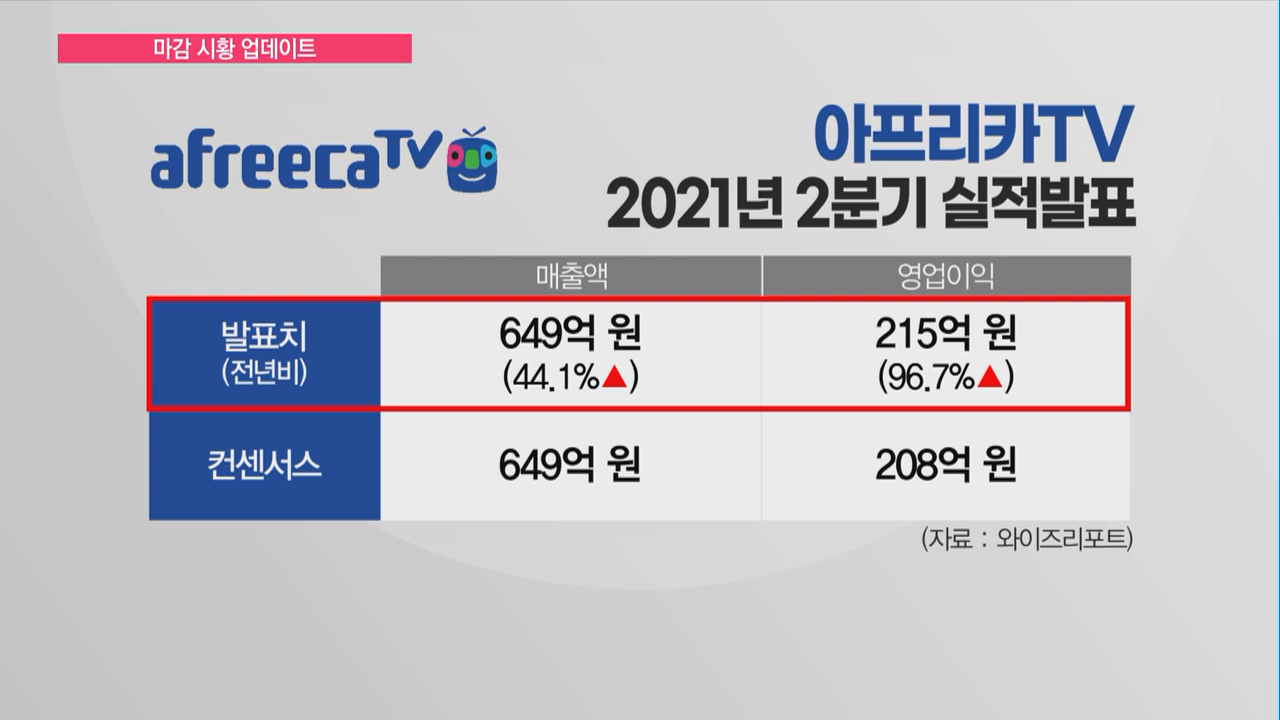 마감 시황 업데이트
afreecaTV
아프리카TV
2021년 2분기 실적발표
매출액 영업이익
발표치 649억 원 215억 원
(전년비) (44.1%▲) (96.7%▲)
컨센서스 649억 원 208억 원
(자료 : 와이즈리포트)